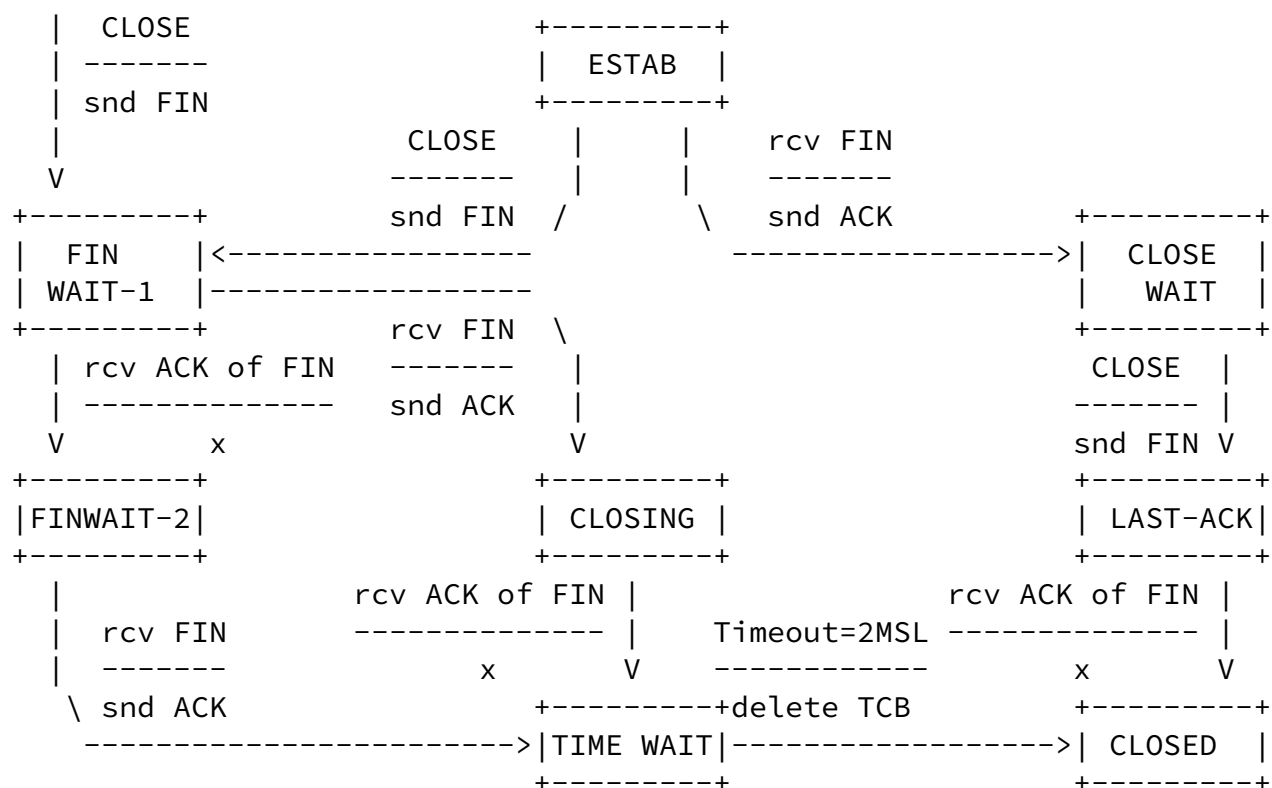 |  CLOSE                   +---------+
  | -------                  |  ESTAB  |
  | snd FIN                  +---------+
  |                   CLOSE    |     |    rcv FIN
  V                  -------   |     |    -------
+---------+          snd FIN  /       \   snd ACK          +---------+
|  FIN    |<-----------------           ------------------>|  CLOSE  |
| WAIT-1  |------------------                              |   WAIT  |
+---------+          rcv FIN  \                            +---------+
  | rcv ACK of FIN   -------   |                            CLOSE  |
  | --------------   snd ACK   |                           ------- |
  V        x                   V                           snd FIN V
+---------+                  +---------+                   +---------+
|FINWAIT-2|                  | CLOSING |                   | LAST-ACK|
+---------+                  +---------+                   +---------+
  |                rcv ACK of FIN |                 rcv ACK of FIN |
  |  rcv FIN       -------------- |    Timeout=2MSL -------------- |
  |  -------              x       V    ------------        x       V
   \ snd ACK                 +---------+delete TCB         +---------+
    ------------------------>|TIME WAIT|------------------>| CLOSED  |
                             +---------+                   +---------+